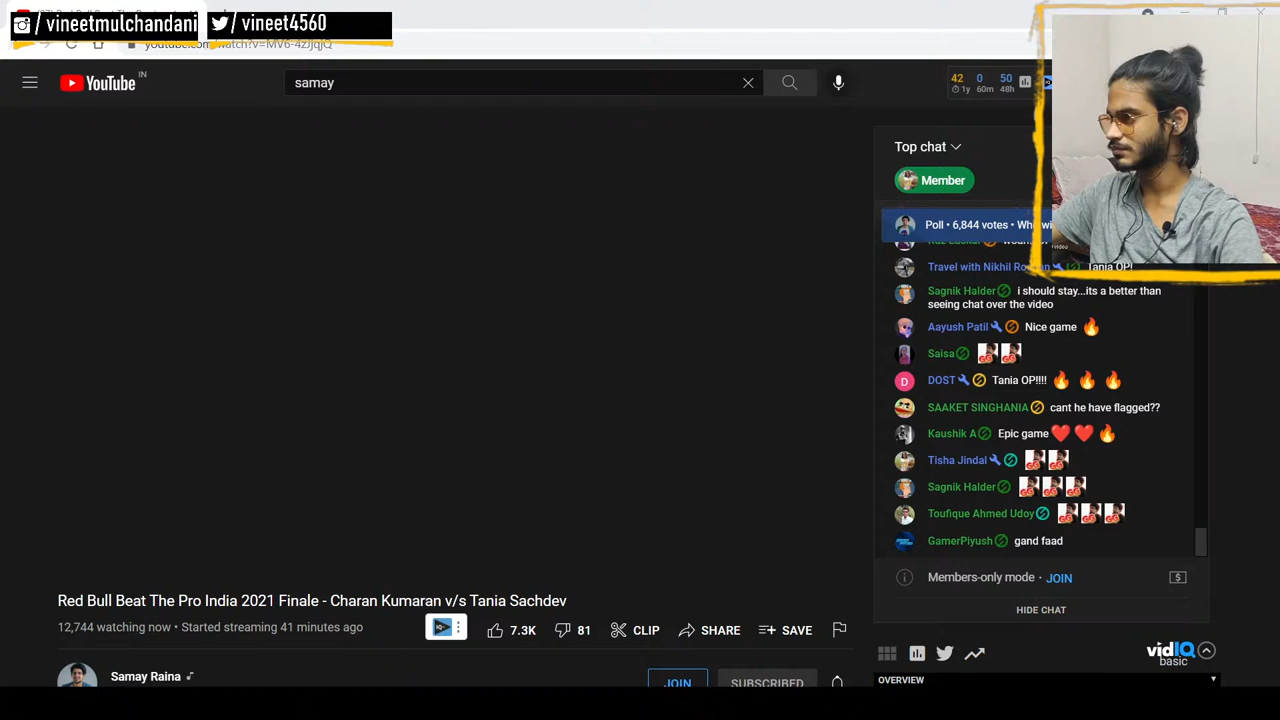 / vineetmulchandani
/ vineet4560
YouTube IN
samay
42 0 50
1y 60m 48h
Top chat
Member
Poll • 6,844 votes •
Travel with Nikhil Tania OP!
Sagnik Halder i should stay...its a better than
seeing chat over the video
Aayush Patil Nice game 🔥
Saisa
D DOST Tania OP!!!! 🔥 🔥 🔥
SAAKET SINGHANIA cant he have flagged??
Kaushik A Epic game ❤️ ❤️ 🔥
Tisha Jindal
Sagnik Halder
Toufique Ahmed Udoy
GamerPiyush gand faad
Members-only mode · JOIN
HIDE CHAT
Red Bull Beat The Pro India 2021 Finale - Charan Kumaran v/s Tania Sachdev
12,744 watching now • Started streaming 41 minutes ago
7.3K 81 CLIP SHARE SAVE
vidIQ
basic
Samay Raina
JOIN SUBSCRIBED
OVERVIEW